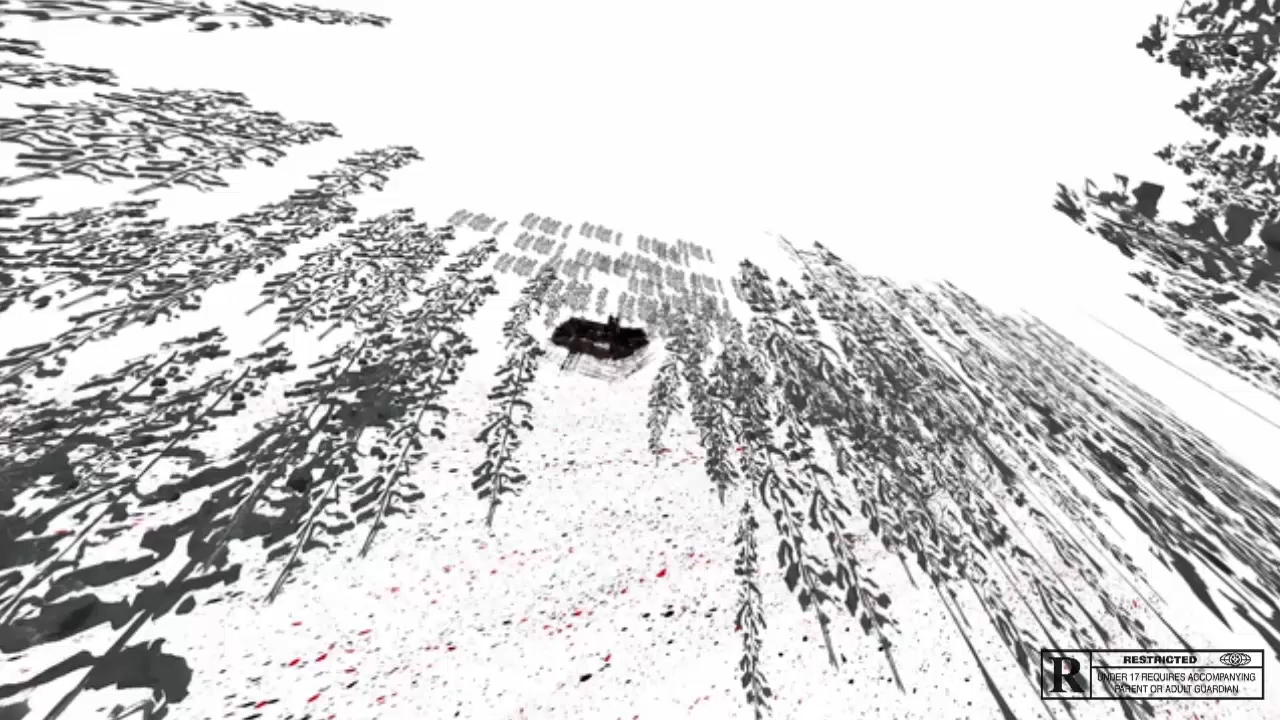 R
RESTRICTED
UNDER 17 REQUIRES ACCOMPANYING
PARENT OR ADULT GUARDIAN